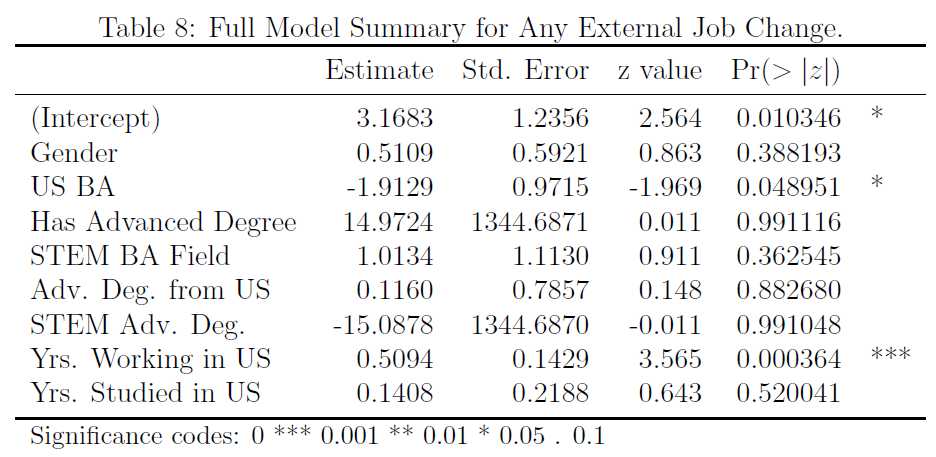 Table 8: Full Model Summary for Any External Job Change.
Estimate Std. Error z value Pr(> |z|)
(Intercept) 3.1683 1.2356 2.564 0.010346 *
Gender 0.5109 0.5921 0.863 0.388193
US BA -1.9129 0.9715 -1.969 0.048951 *
Has Advanced Degree 14.9724 1344.6871 0.011 0.991116
STEM BA Field 1.0134 1.1130 0.911 0.362545
Adv. Deg. from US 0.1160 0.7857 0.148 0.882680
STEM Adv. Deg. -15.0878 1344.6870 -0.011 0.991048
Yrs. Working in US 0.5094 0.1429 3.565 0.000364 ***
Yrs. Studied in US 0.1408 0.2188 0.643 0.520041
Significance codes: 0 *** 0.001 ** 0.01 * 0.05 . 0.1